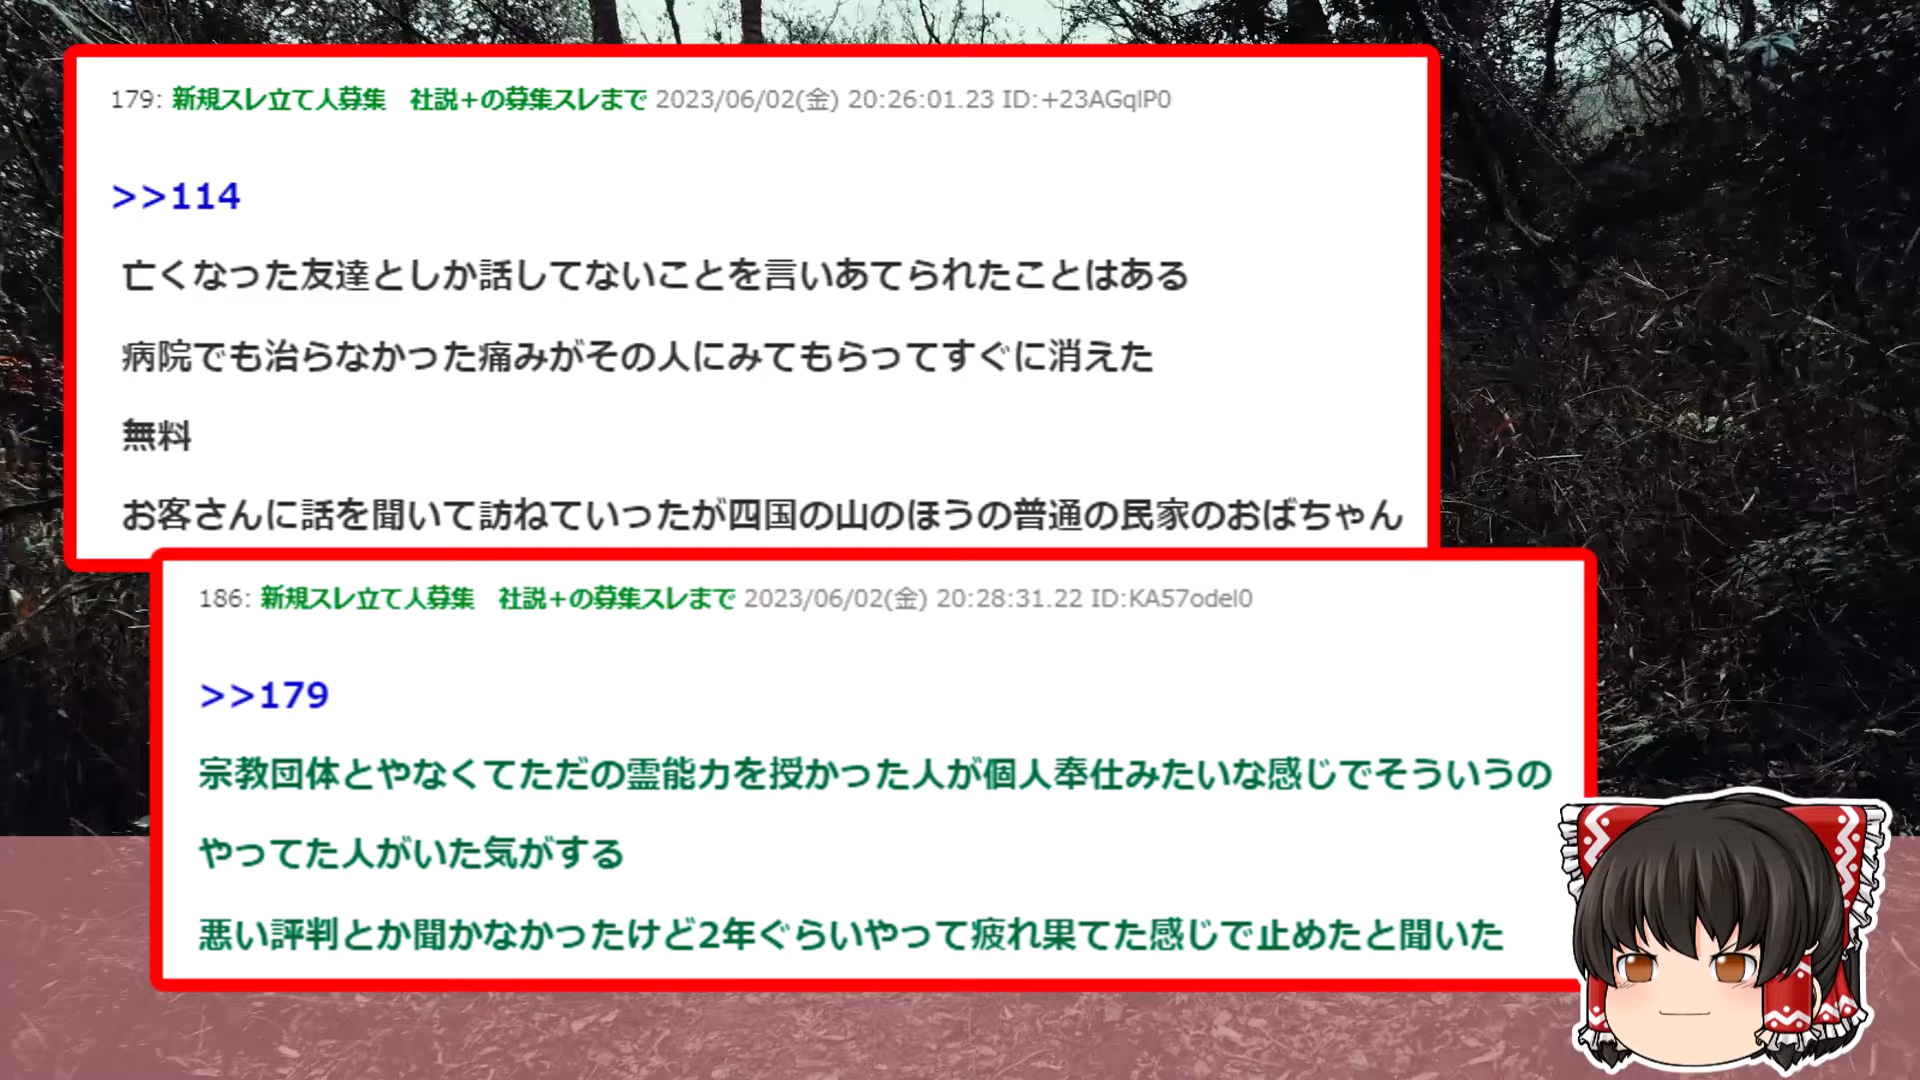 179: 新規スレ立て人募集 社説+の募集スレまで 2023/06/02(金) 20:26:01.23 ID:+23AGqlP0
>>114
亡くなった友達としか話してないことを言いあてられたことはある
病院でも治らなかった痛みがその人にみてもらってすぐに消えた
無料
お客さんに話を聞いて訪ねていったが四国の山のほうの普通の民家のおばちゃん
186: 新規スレ立て人募集 社説+の募集スレまで 2023/06/02(金) 20:28:31.22 ID:KA57odel0
>>179
宗教団体とやなくてただの霊能力を授かった人が個人奉仕みたいな感じでそういうの
やってた人がいた気がする
悪い評判とか聞かなかったけど2年ぐらいやって疲れ果てた感じで止めたと聞いた